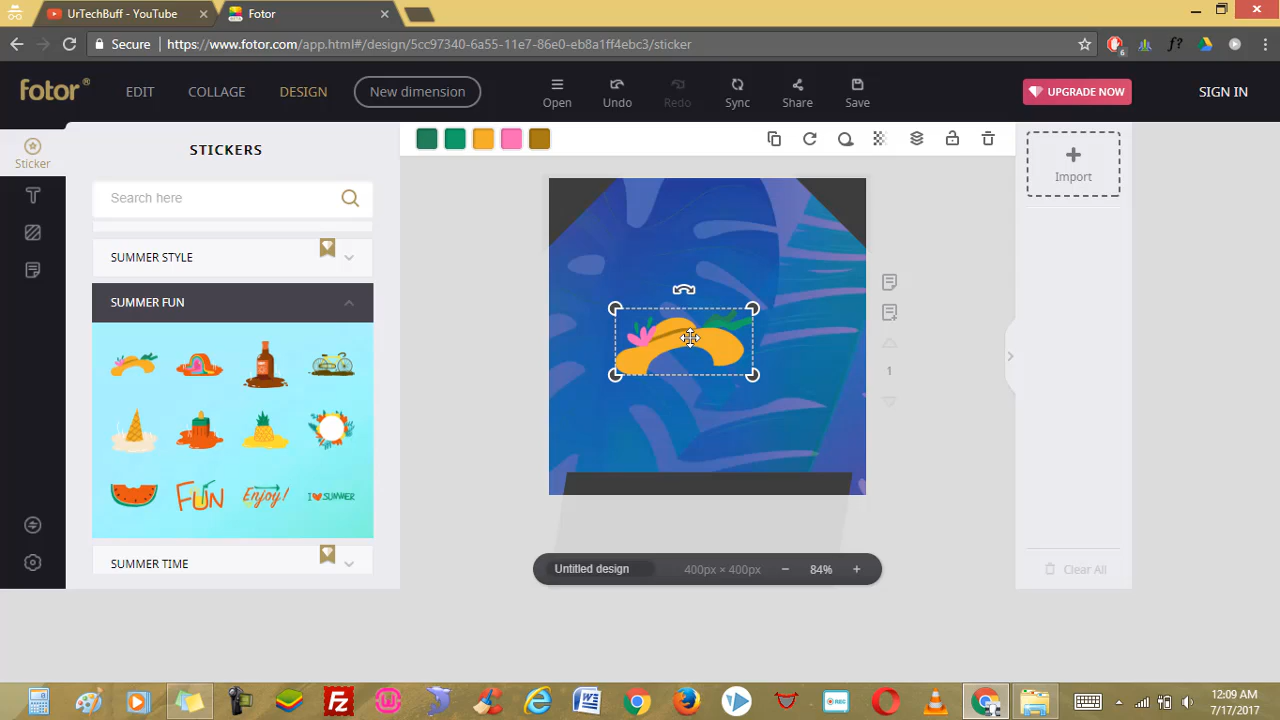 UrTechBuff - YouTube
Fotor
Secure
https://www.fotor.com/app.html#/design/5cc97340-6a55-11e7-86e0-eb8a1ff4ebc3/sticker
6
f?
fotor®
EDIT
COLLAGE
DESIGN
New dimension
Open
Undo
Redo
Sync
Share
Save
UPGRADE NOW
SIGN IN
Sticker
STICKERS
Search here
SUMMER STYLE
SUMMER FUN
FUN
Enjoy!
I ♥ SUMMER
SUMMER TIME
1
Import
Clear All
Untitled design
400px × 400px
84%
REC
12:09 AM
7/17/2017